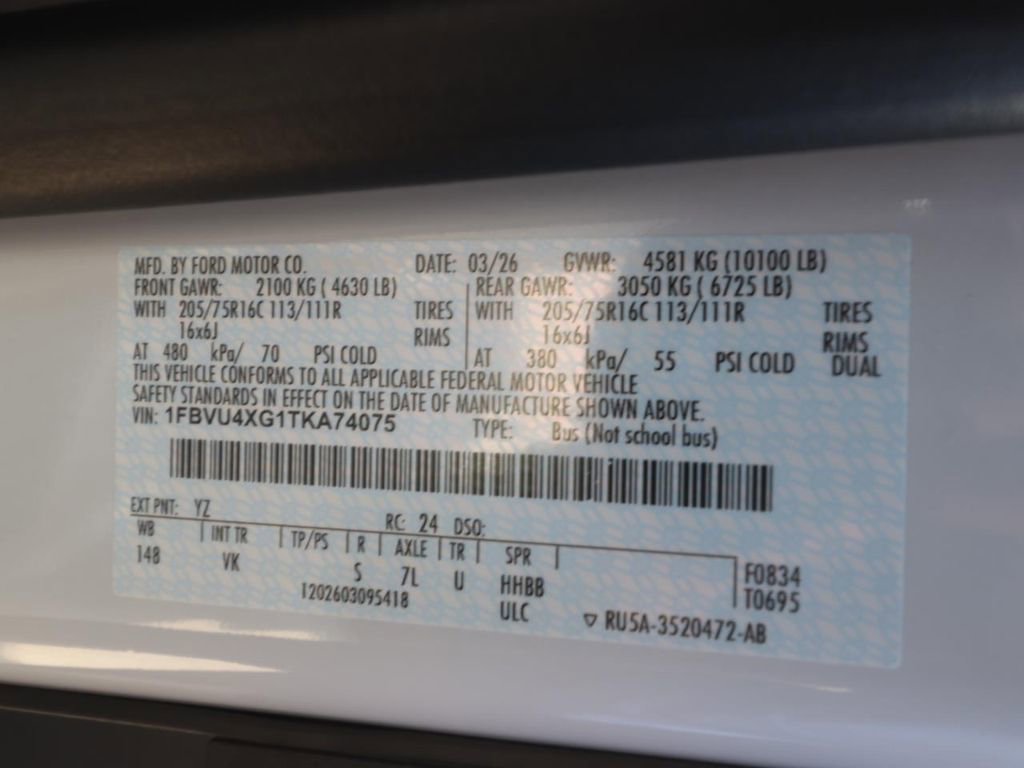 MFD. BY FORD MOTOR CO. DATE: 03/26 GVWR: 4581 KG (10100 LB)
FRONT GAWR: 2100 KG ( 4630 LB) REAR GAWR: 3050 KG ( 6725 LB)
WITH 205/75R16C 113/111R TIRES WITH 205/75R16C 113/111R TIRES
16x6J RIMS 16x6J RIMS
AT 480 kPa/ 70 PSI COLD AT 380 kPa/ 55 PSI COLD DUAL
THIS VEHICLE CONFORMS TO ALL APPLICABLE FEDERAL MOTOR VEHICLE
SAFETY STANDARDS IN EFFECT ON THE DATE OF MANUFACTURE SHOWN ABOVE.
VIN: 1FBVU4XG1TKA74075 TYPE: Bus (Not school bus)
EXT PNT: YZ RC: 24 DSO:
WB INT TR TP/PS R AXLE TR SPR
148 VK S 7L U HHBB F0834
1202603095418 ULC T0695
RU5A-3520472-AB